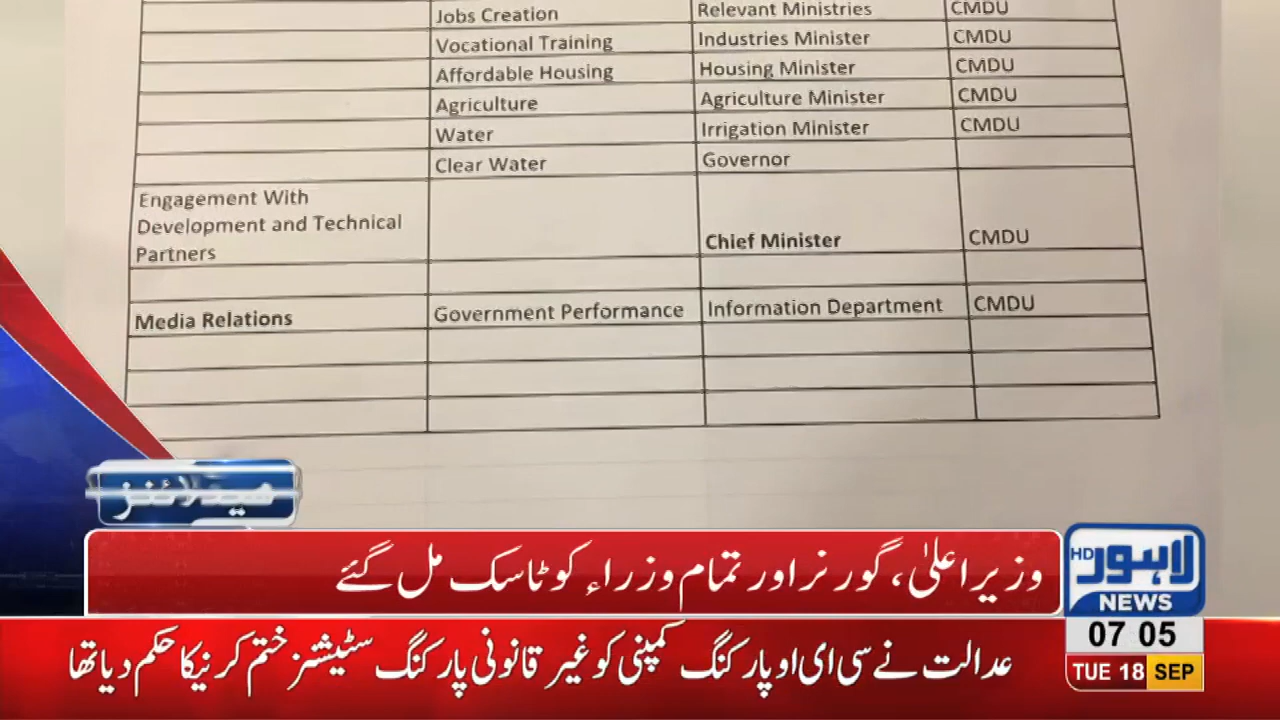 Jobs Creation Relevant Ministries CMDU
Vocational Training Industries Minister CMDU
Affordable Housing Housing Minister CMDU
Agriculture Agriculture Minister CMDU
Water Irrigation Minister CMDU
Clear Water Governor
Engagement With
Development and Technical
Partners Chief Minister CMDU
Media Relations Government Performance Information Department CMDU
ہیڈلائنز
وزیراعلیٰ، گورنر اور تمام وزراء کو ٹاسک مل گئے
HD لاہور
NEWS
07 05
TUE 18 SEP
عدالت نے سی ای او پارکنگ کمپنی کو غیر قانونی پارکنگ سٹیشنز ختم کرنیکا حکم دیا تھا